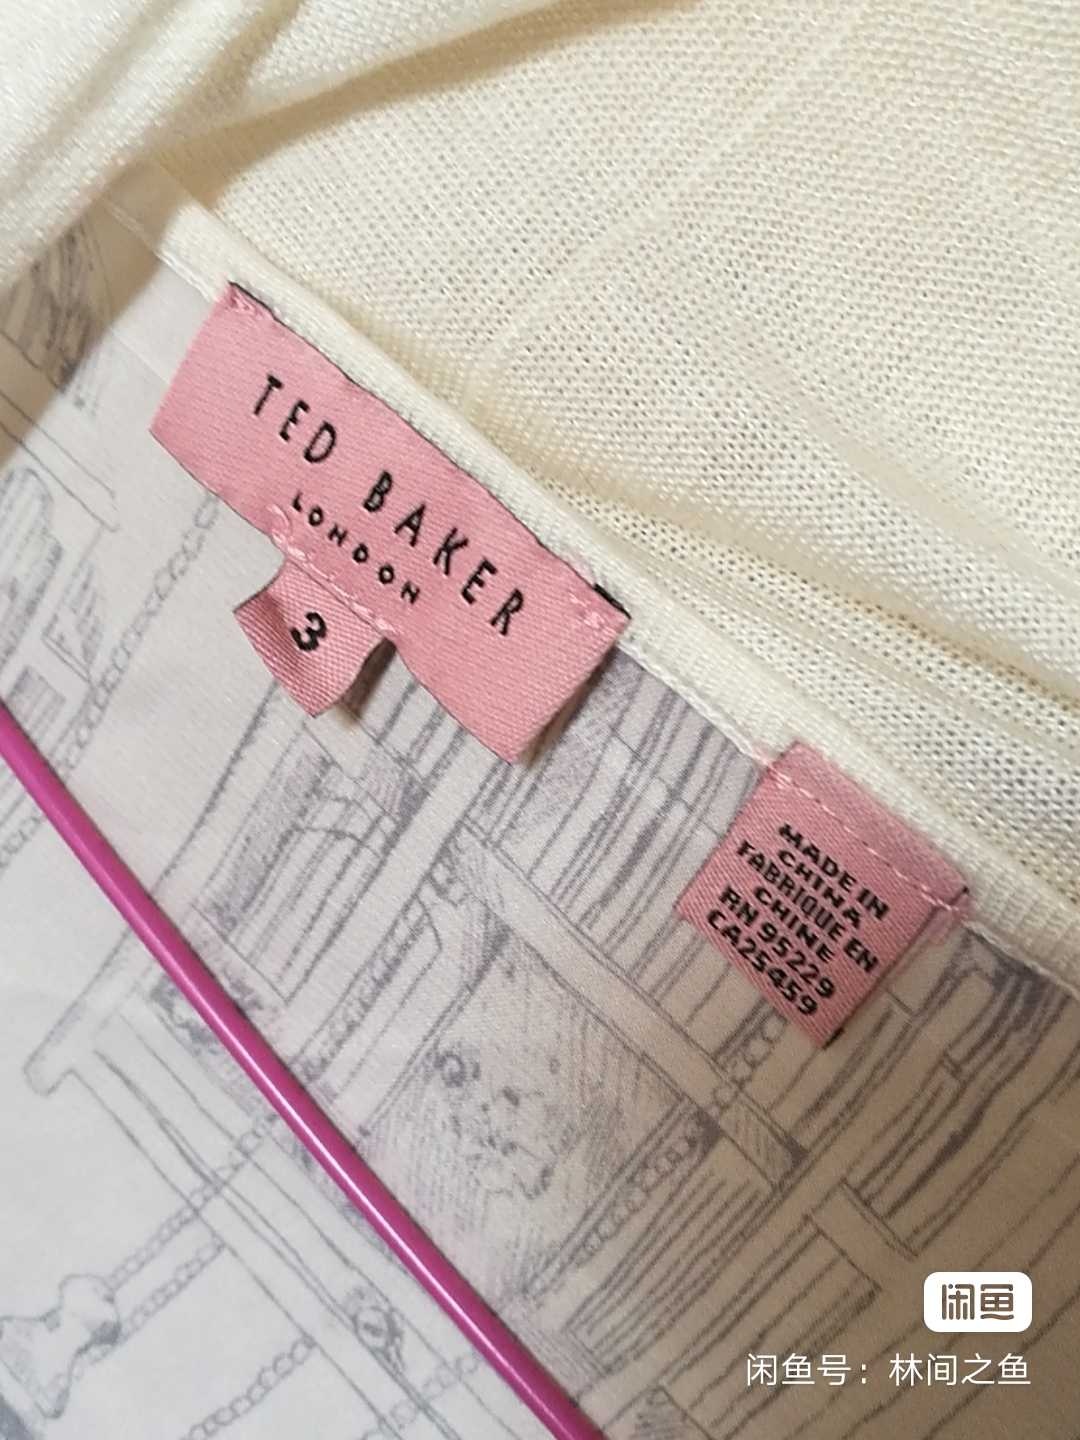 TED BAKER
LONDON
3
MADE IN
CHINA
FABRIQUE EN
CHINE
RN 95229
CA25459
闲鱼
闲鱼号：林间之鱼